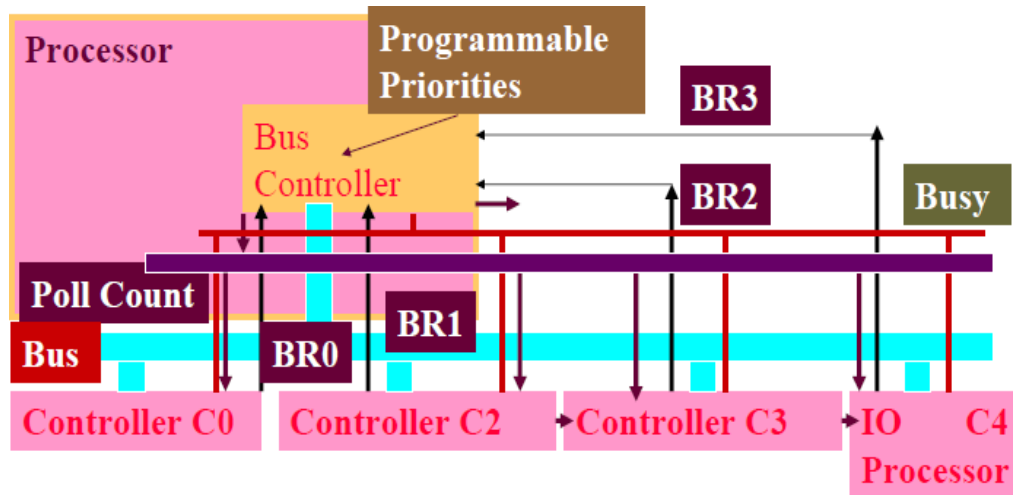 Processor
Programmable
Priorities
BR3
Bus
Controller
BR2
Busy
Poll Count
BR1
Bus
BR0
Controller C0
Controller C2
Controller C3
IO C4
Processor